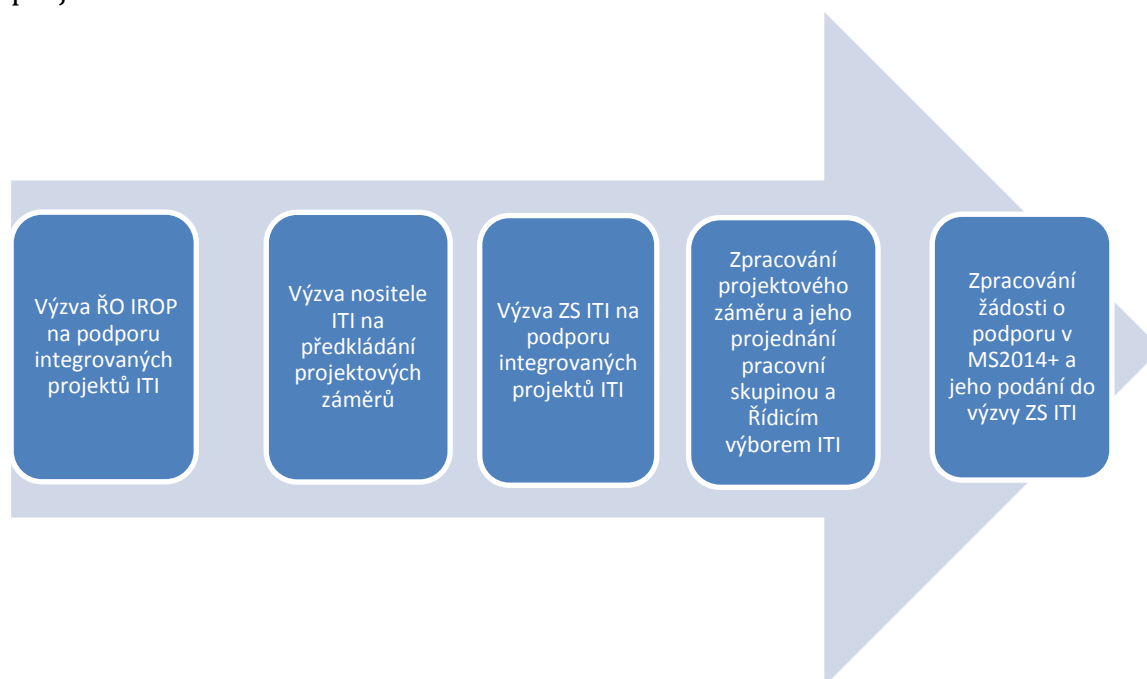 Výzva ŘO IROP
na podporu
integrovaných
projektů ITI
Výzva nositele
ITI na
předkládání
projektových
záměrů
Výzva ZS ITI na
podporu
integrovaných
projektů ITI
Zpracování
projektového
záměru a jeho
projednání
pracovní
skupinou a
Řídicím
výborem ITI
Zpracování
žádosti o
podporu v
MS2014+ a
jeho podání do
výzvy ZS ITI